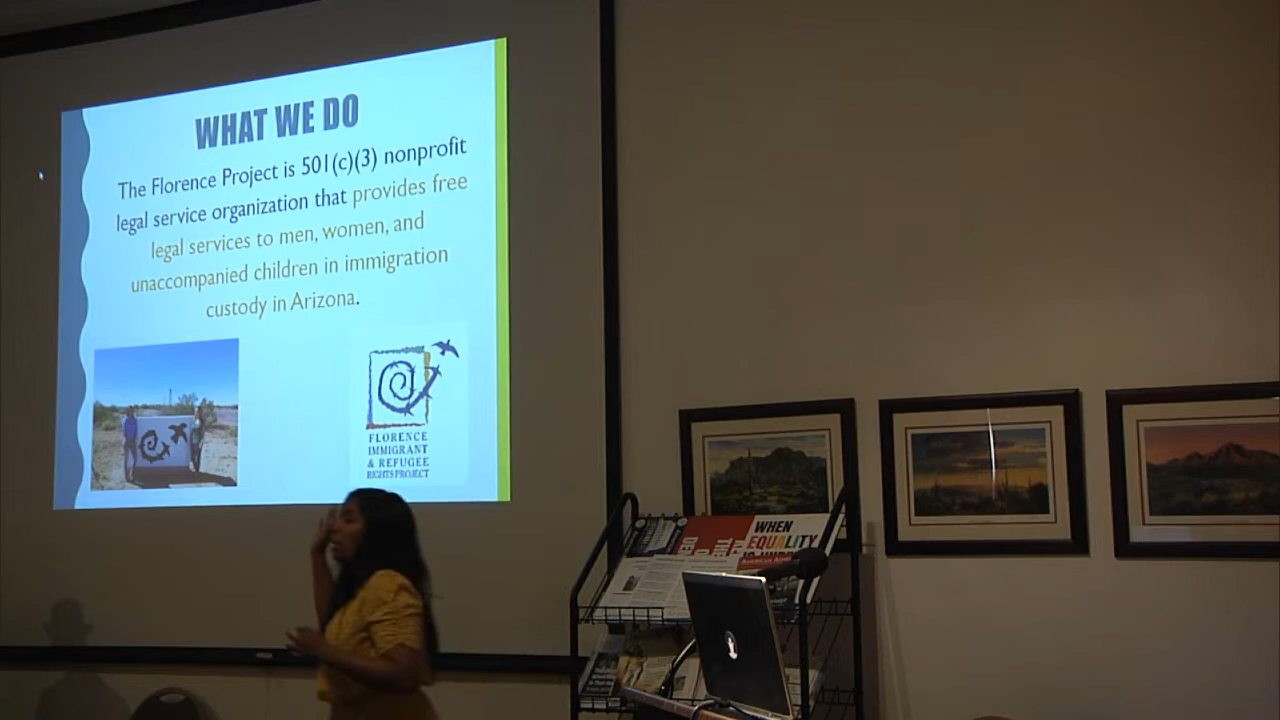 WHAT WE DO
The Florence Project is 501(c)(3) nonprofit
legal service organization that provides free
legal services to men, women, and
unaccompanied children in immigration
custody in Arizona.
FLORENCE
IMMIGRANT
& REFUGEE
RIGHTS PROJECT
WHEN
EQUALITY